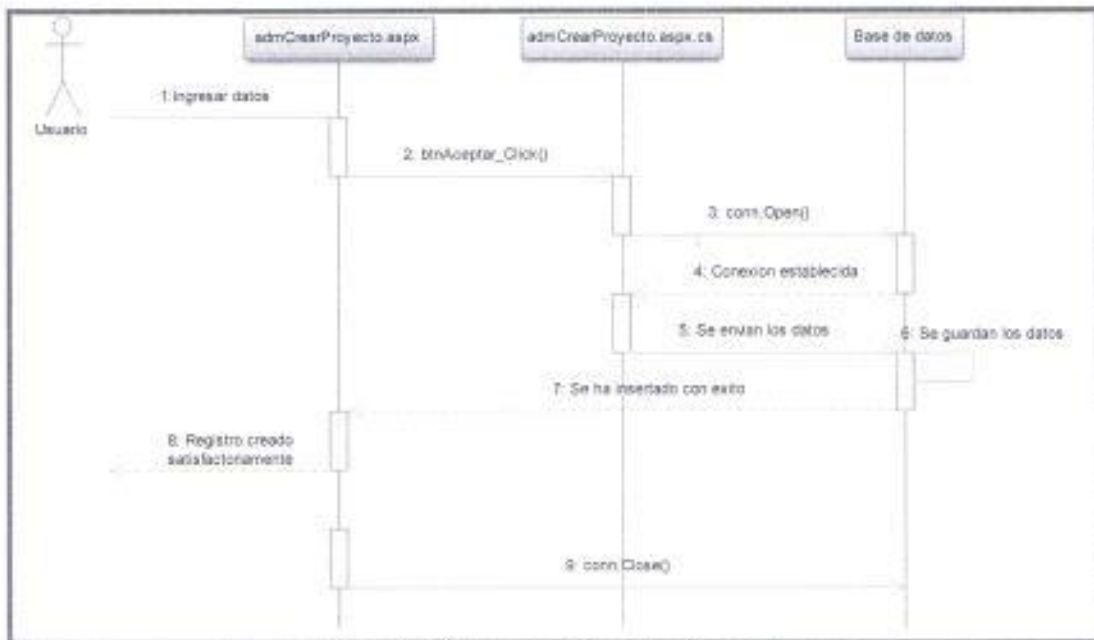 admCrearProyecto.aspx
admCrearProyecto.aspx.cs
Base de datos
Usuario
1: Ingresar datos
2: btnAceptar_Click()
3: conn.Open()
4: Conexion establecida
5: Se envian los datos
6: Se guardan los datos
7: Se ha insertado con exito
8: Registro creado
satisfactoriamente
9: conn.Close()